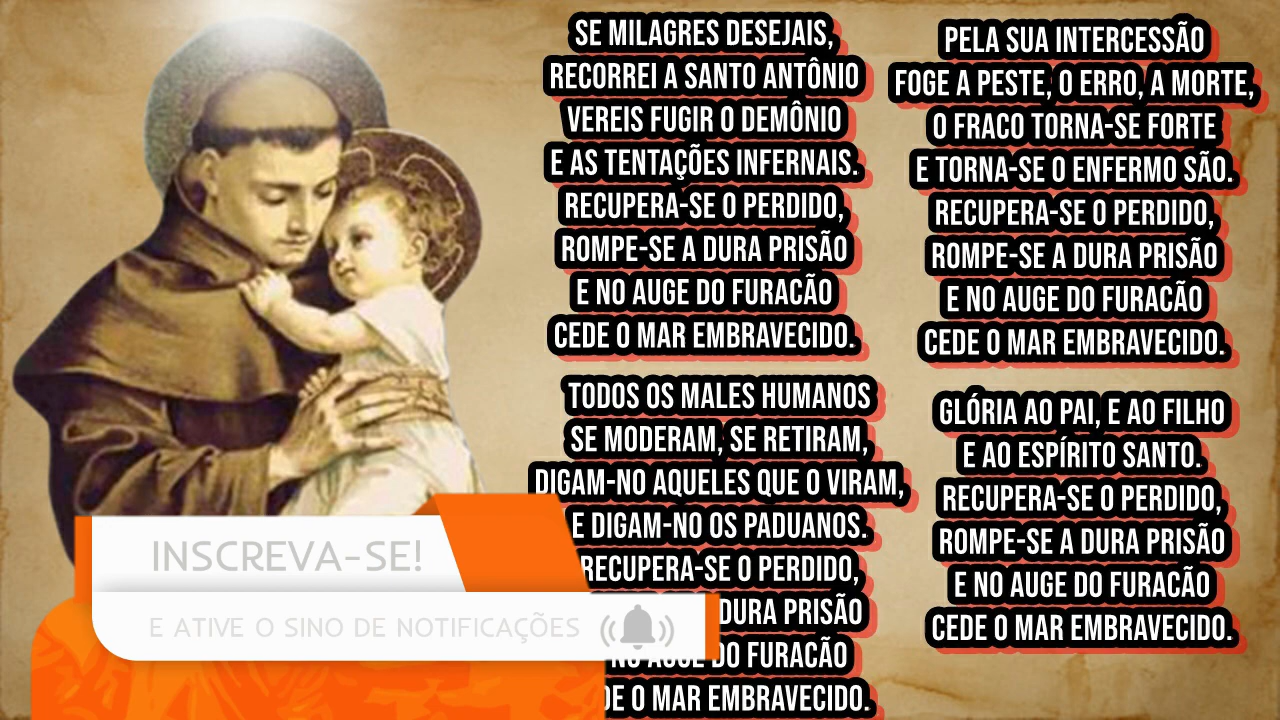 SE MILAGRES DESEJAIS,
RECORREI A SANTO ANTÔNIO
VEREIS FUGIR O DEMÔNIO
E AS TENTAÇÕES INFERNAIS.
RECUPERA-SE O PERDIDO,
ROMPE-SE A DURA PRISÃO
E NO AUGE DO FURACÃO
CEDE O MAR EMBRAVECIDO.
TODOS OS MALES HUMANOS
SE MODERAM, SE RETIRAM,
DIGAM-NO AQUELES QUE O VIRAM,
E DIGAM-NO OS PADUANOS.
RECUPERA-SE O PERDIDO,
DURA PRISÃO
NO AUGE DO FURACÃO
O MAR EMBRAVECIDO.
PELA SUA INTERCESSÃO
FOGE A PESTE, O ERRO, A MORTE,
O FRACO TORNA-SE FORTE
E TORNA-SE O ENFERMO SÃO.
RECUPERA-SE O PERDIDO,
ROMPE-SE A DURA PRISÃO
E NO AUGE DO FURACÃO
CEDE O MAR EMBRAVECIDO.
GLÓRIA AO PAI, E AO FILHO
E AO ESPÍRITO SANTO.
RECUPERA-SE O PERDIDO,
ROMPE-SE A DURA PRISÃO
E NO AUGE DO FURACÃO
CEDE O MAR EMBRAVECIDO.
INSCREVA-SE!
E ATIVE O SINO DE NOTIFICAÇÕES